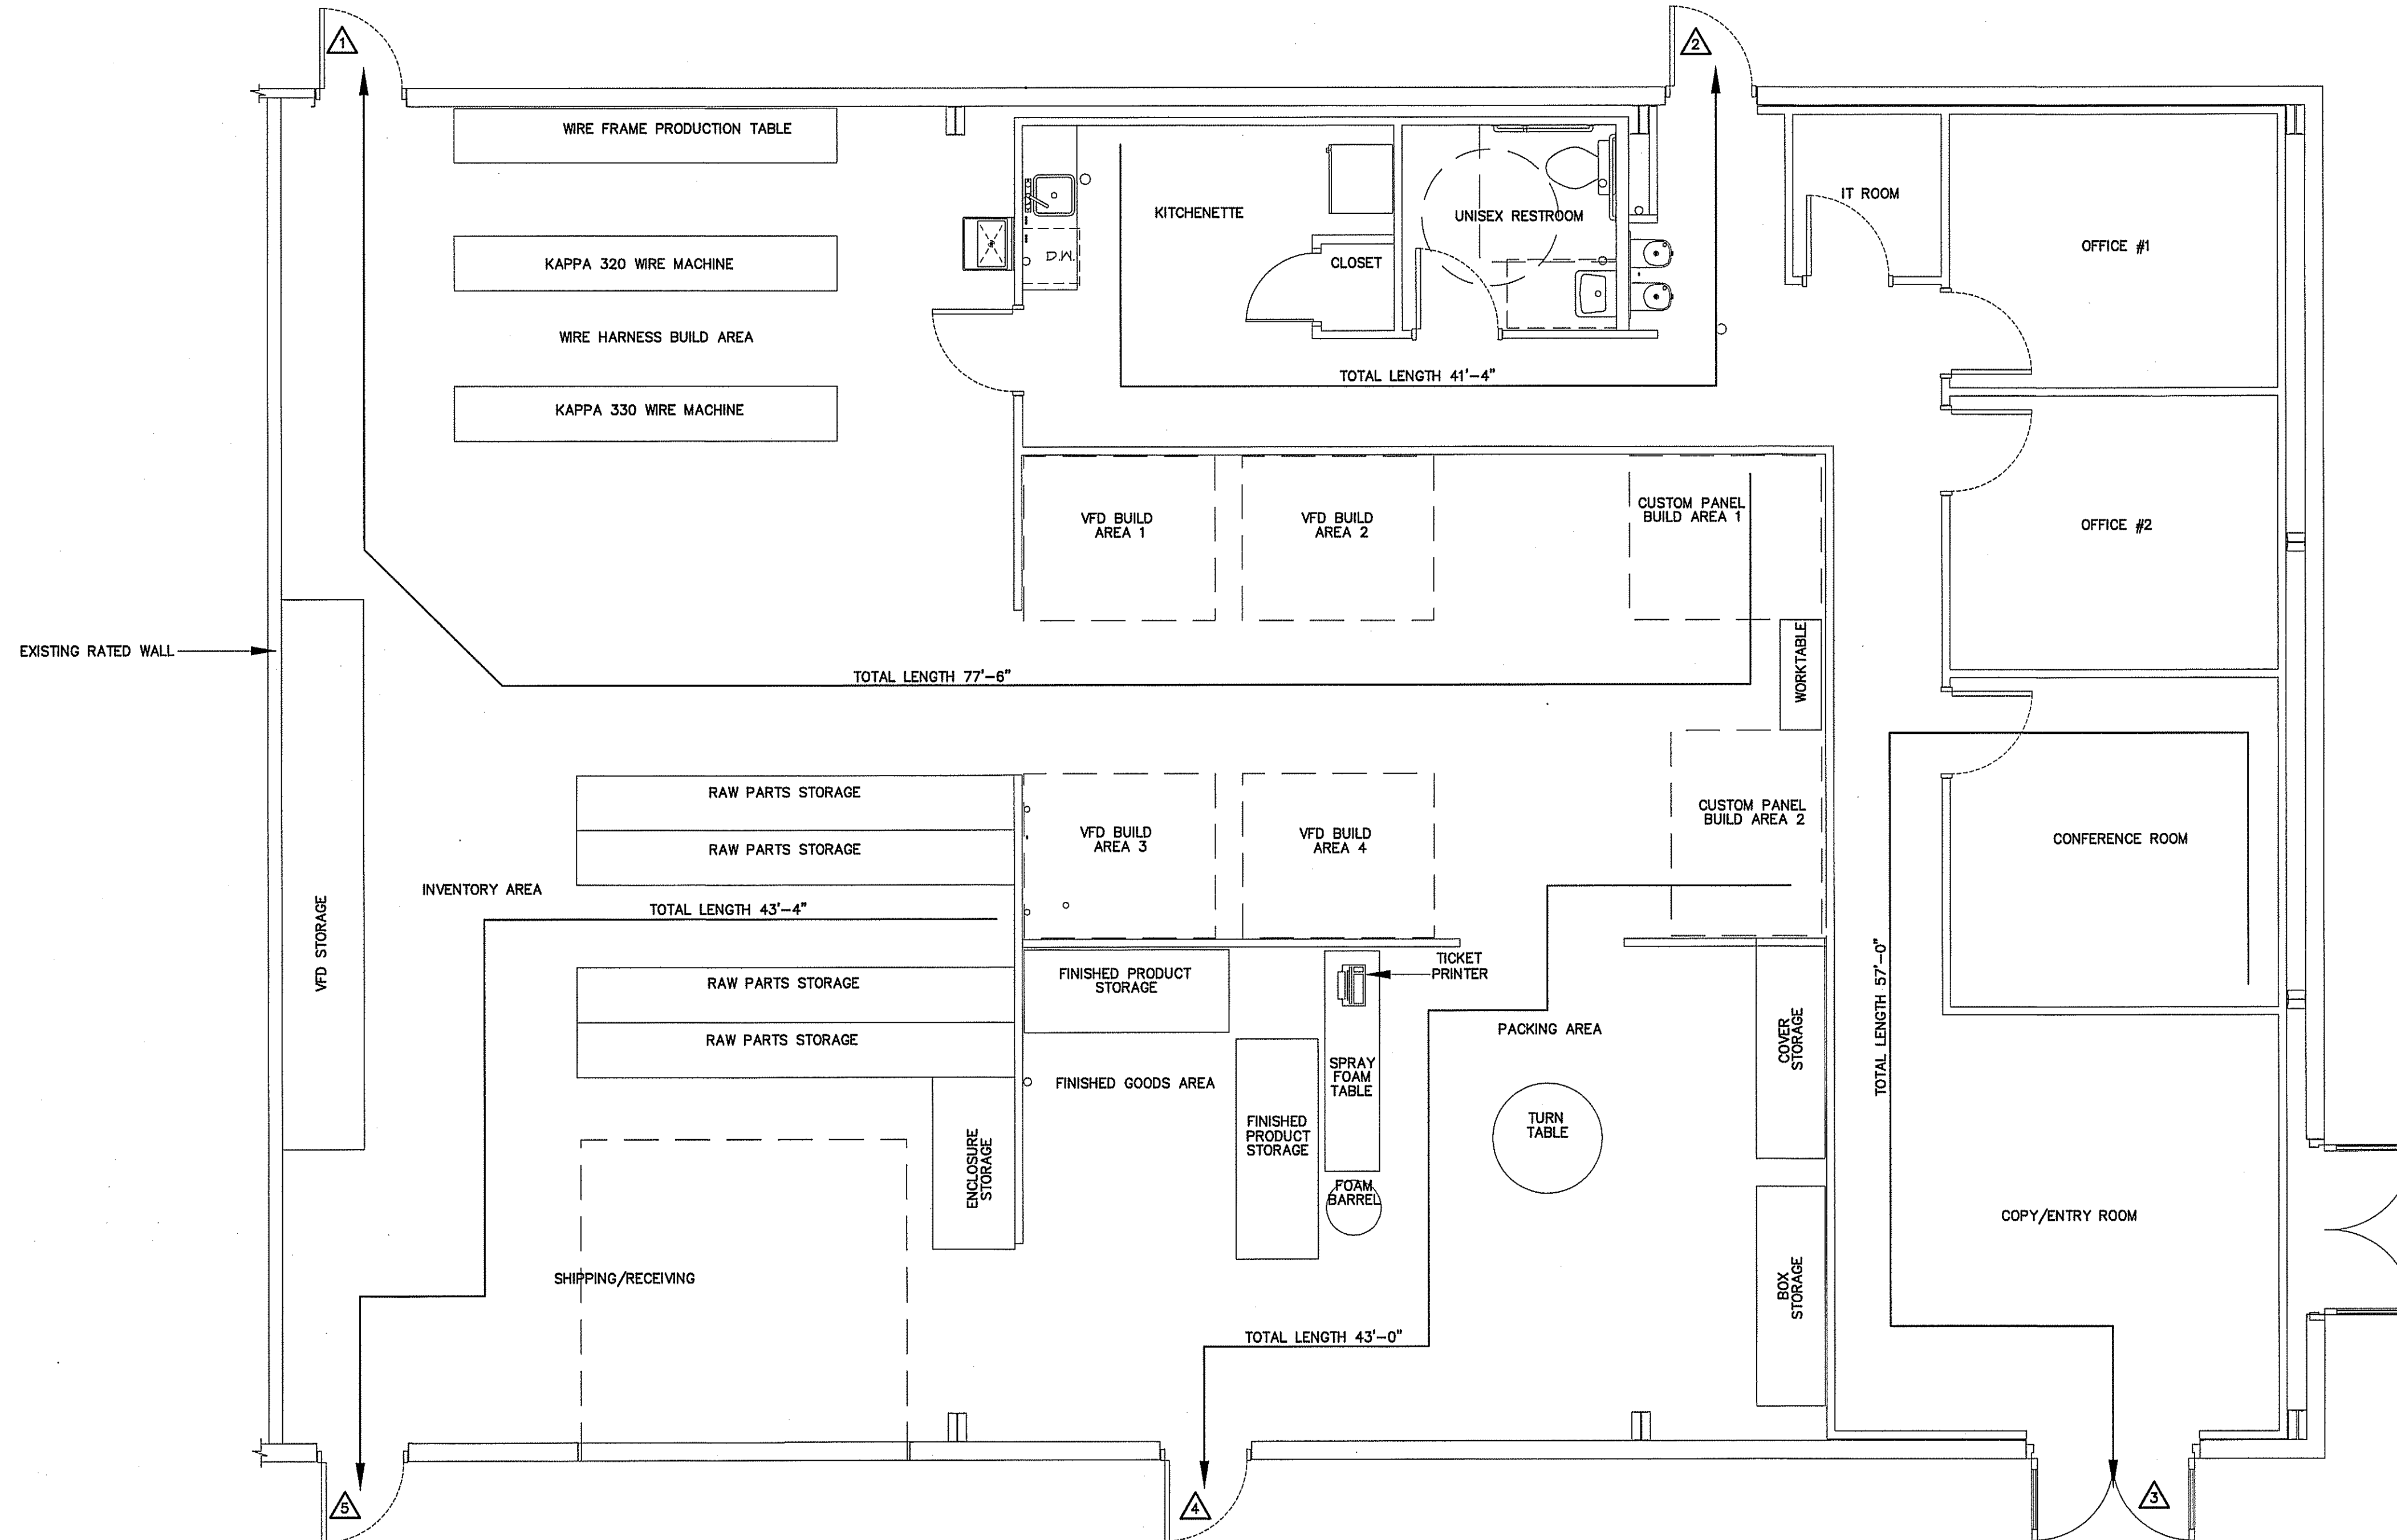 1
2
WIRE FRAME PRODUCTION TABLE
KITCHENETTE
UNISEX RESTROOM
IT ROOM
OFFICE #1
KAPPA 320 WIRE MACHINE
D.W.
CLOSET
WIRE HARNESS BUILD AREA
TOTAL LENGTH 41'-4"
KAPPA 330 WIRE MACHINE
VFD BUILD
AREA 1
VFD BUILD
AREA 2
CUSTOM PANEL
BUILD AREA 1
OFFICE #2
EXISTING RATED WALL
TOTAL LENGTH 77'-6"
WORKTABLE
RAW PARTS STORAGE
RAW PARTS STORAGE
VFD BUILD
AREA 3
VFD BUILD
AREA 4
CUSTOM PANEL
BUILD AREA 2
CONFERENCE ROOM
INVENTORY AREA
TOTAL LENGTH 43'-4"
VFD STORAGE
RAW PARTS STORAGE
RAW PARTS STORAGE
FINISHED PRODUCT
STORAGE
TICKET
PRINTER
PACKING AREA
COVER
STORAGE
TOTAL LENGTH 57'-0"
FINISHED GOODS AREA
SPRAY
FOAM
TABLE
ENCLOSURE
STORAGE
FINISHED
PRODUCT
STORAGE
TURN
TABLE
FOAM
BARREL
COPY/ENTRY ROOM
SHIPPING/RECEIVING
BOX
STORAGE
TOTAL LENGTH 43'-0"
5
4
3